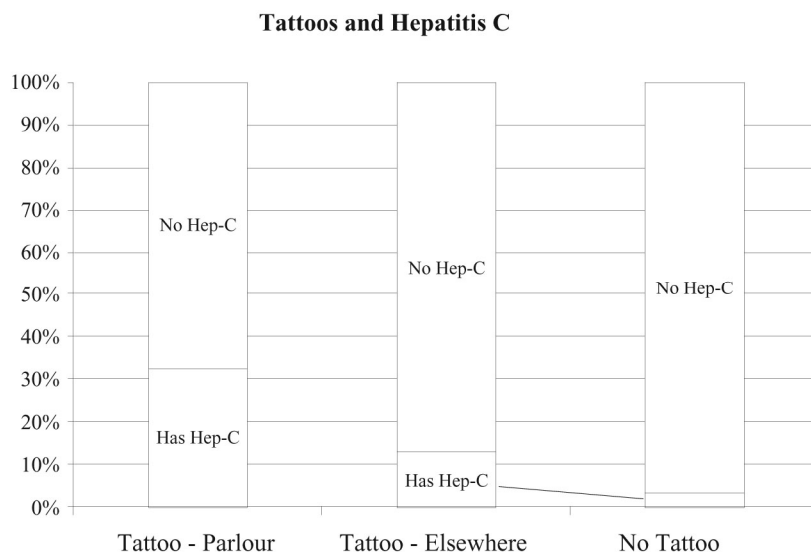 Tattoos and Hepatitis C
100%
90%
80%
70%
60%
50%
40%
30%
20%
10%
0%
No Hep-C
Has Hep-C
No Hep-C
Has Hep-C
No Hep-C
Tattoo - Parlour
Tattoo - Elsewhere
No Tattoo